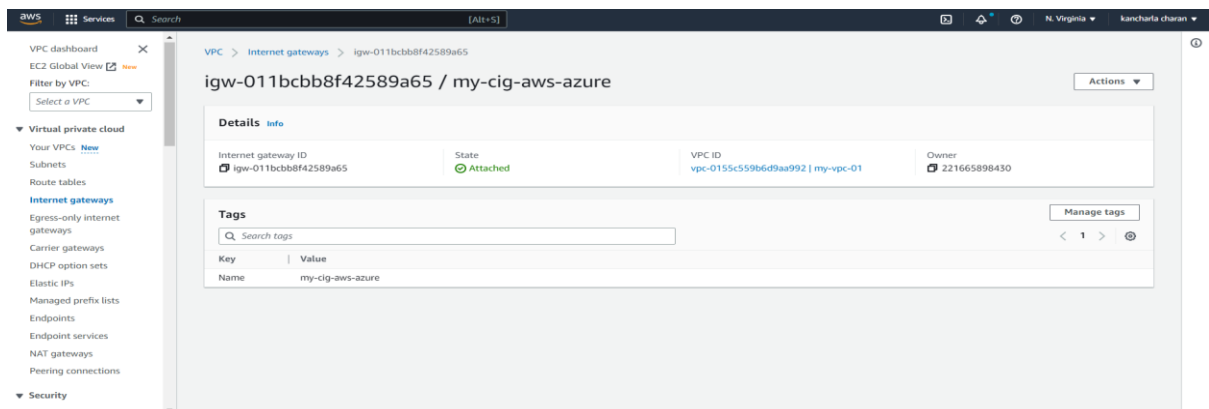 aws Services Search [Alt+S] N. Virginia kancharla charan
VPC dashboard
EC2 Global View New
Filter by VPC:
Select a VPC
Virtual private cloud
Your VPCs New
Subnets
Route tables
Internet gateways
Egress-only internet
gateways
Carrier gateways
DHCP option sets
Elastic IPs
Managed prefix lists
Endpoints
Endpoint services
NAT gateways
Peering connections
Security
VPC > Internet gateways > igw-011bcbb8f42589a65
igw-011bcbb8f42589a65 / my-cig-aws-azure Actions
Details Info
Internet gateway ID State VPC ID Owner
igw-011bcbb8f42589a65 Attached vpc-0155c559b6d9aa992 | my-vpc-01 221665898430
Tags Manage tags
Search tags < 1 >
Key | Value
Name my-cig-aws-azure